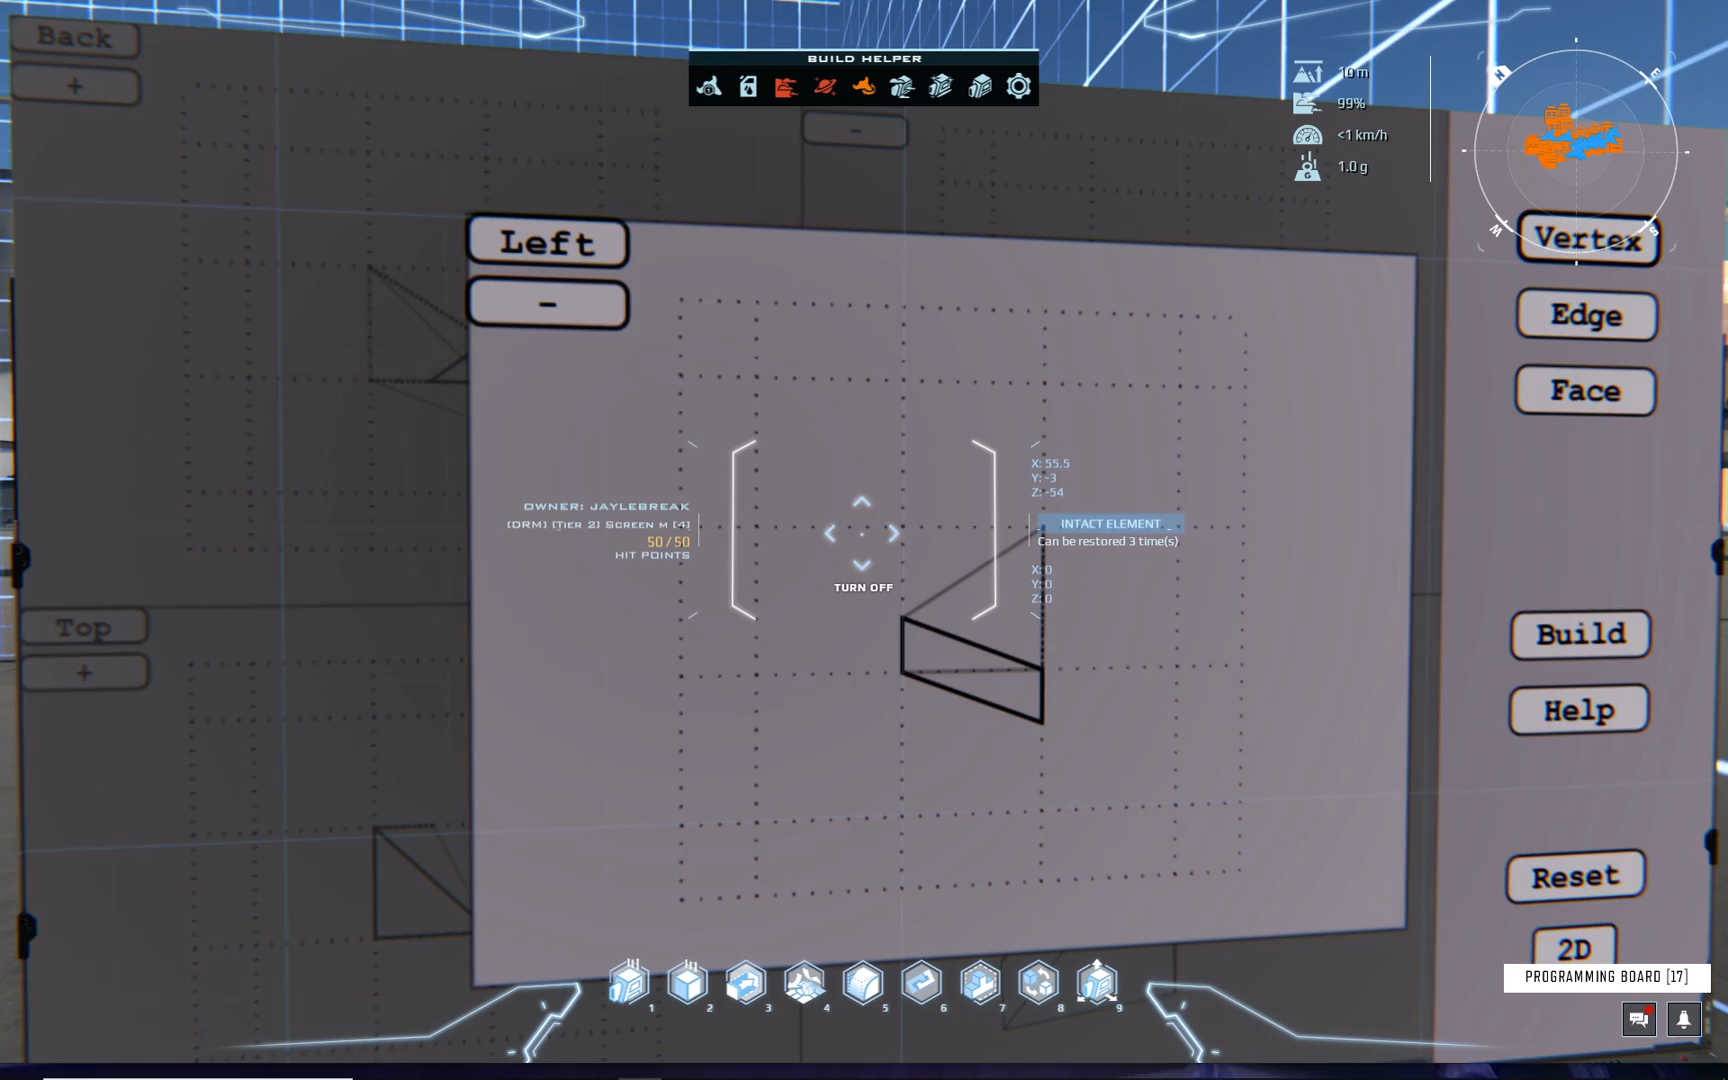 Back
+
BUILD HELPER
10 m
99%
<1 km/h
1.0 g
G
N
E
W
S
-
Left
-
Vertex
Edge
Face
X: 55.5
Y: -3
Z: -54
OWNER: JAYLEBREAK
[DRM] [TIER 2] SCREEN M [4]
50 / 50
HIT POINTS
INTACT ELEMENT
Can be restored 3 time(s)
X: 0
Y: 0
Z: 0
TURN OFF
Top
+
Build
Help
Reset
2D
PROGRAMMING BOARD [17]
1
2
3
4
5
6
7
8
9